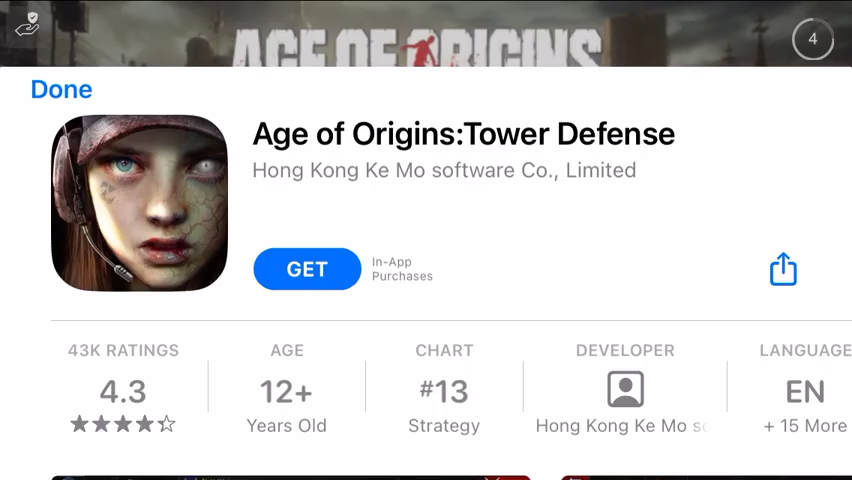 AGE OF ORIGINS
4
Done
Age of Origins:Tower Defense
Hong Kong Ke Mo software Co., Limited
GET
In-App
Purchases
43K RATINGS
AGE
CHART
DEVELOPER
LANGUAGE
4.3
12+
#13
EN
Years Old
Strategy
Hong Kong Ke Mo so
+ 15 More